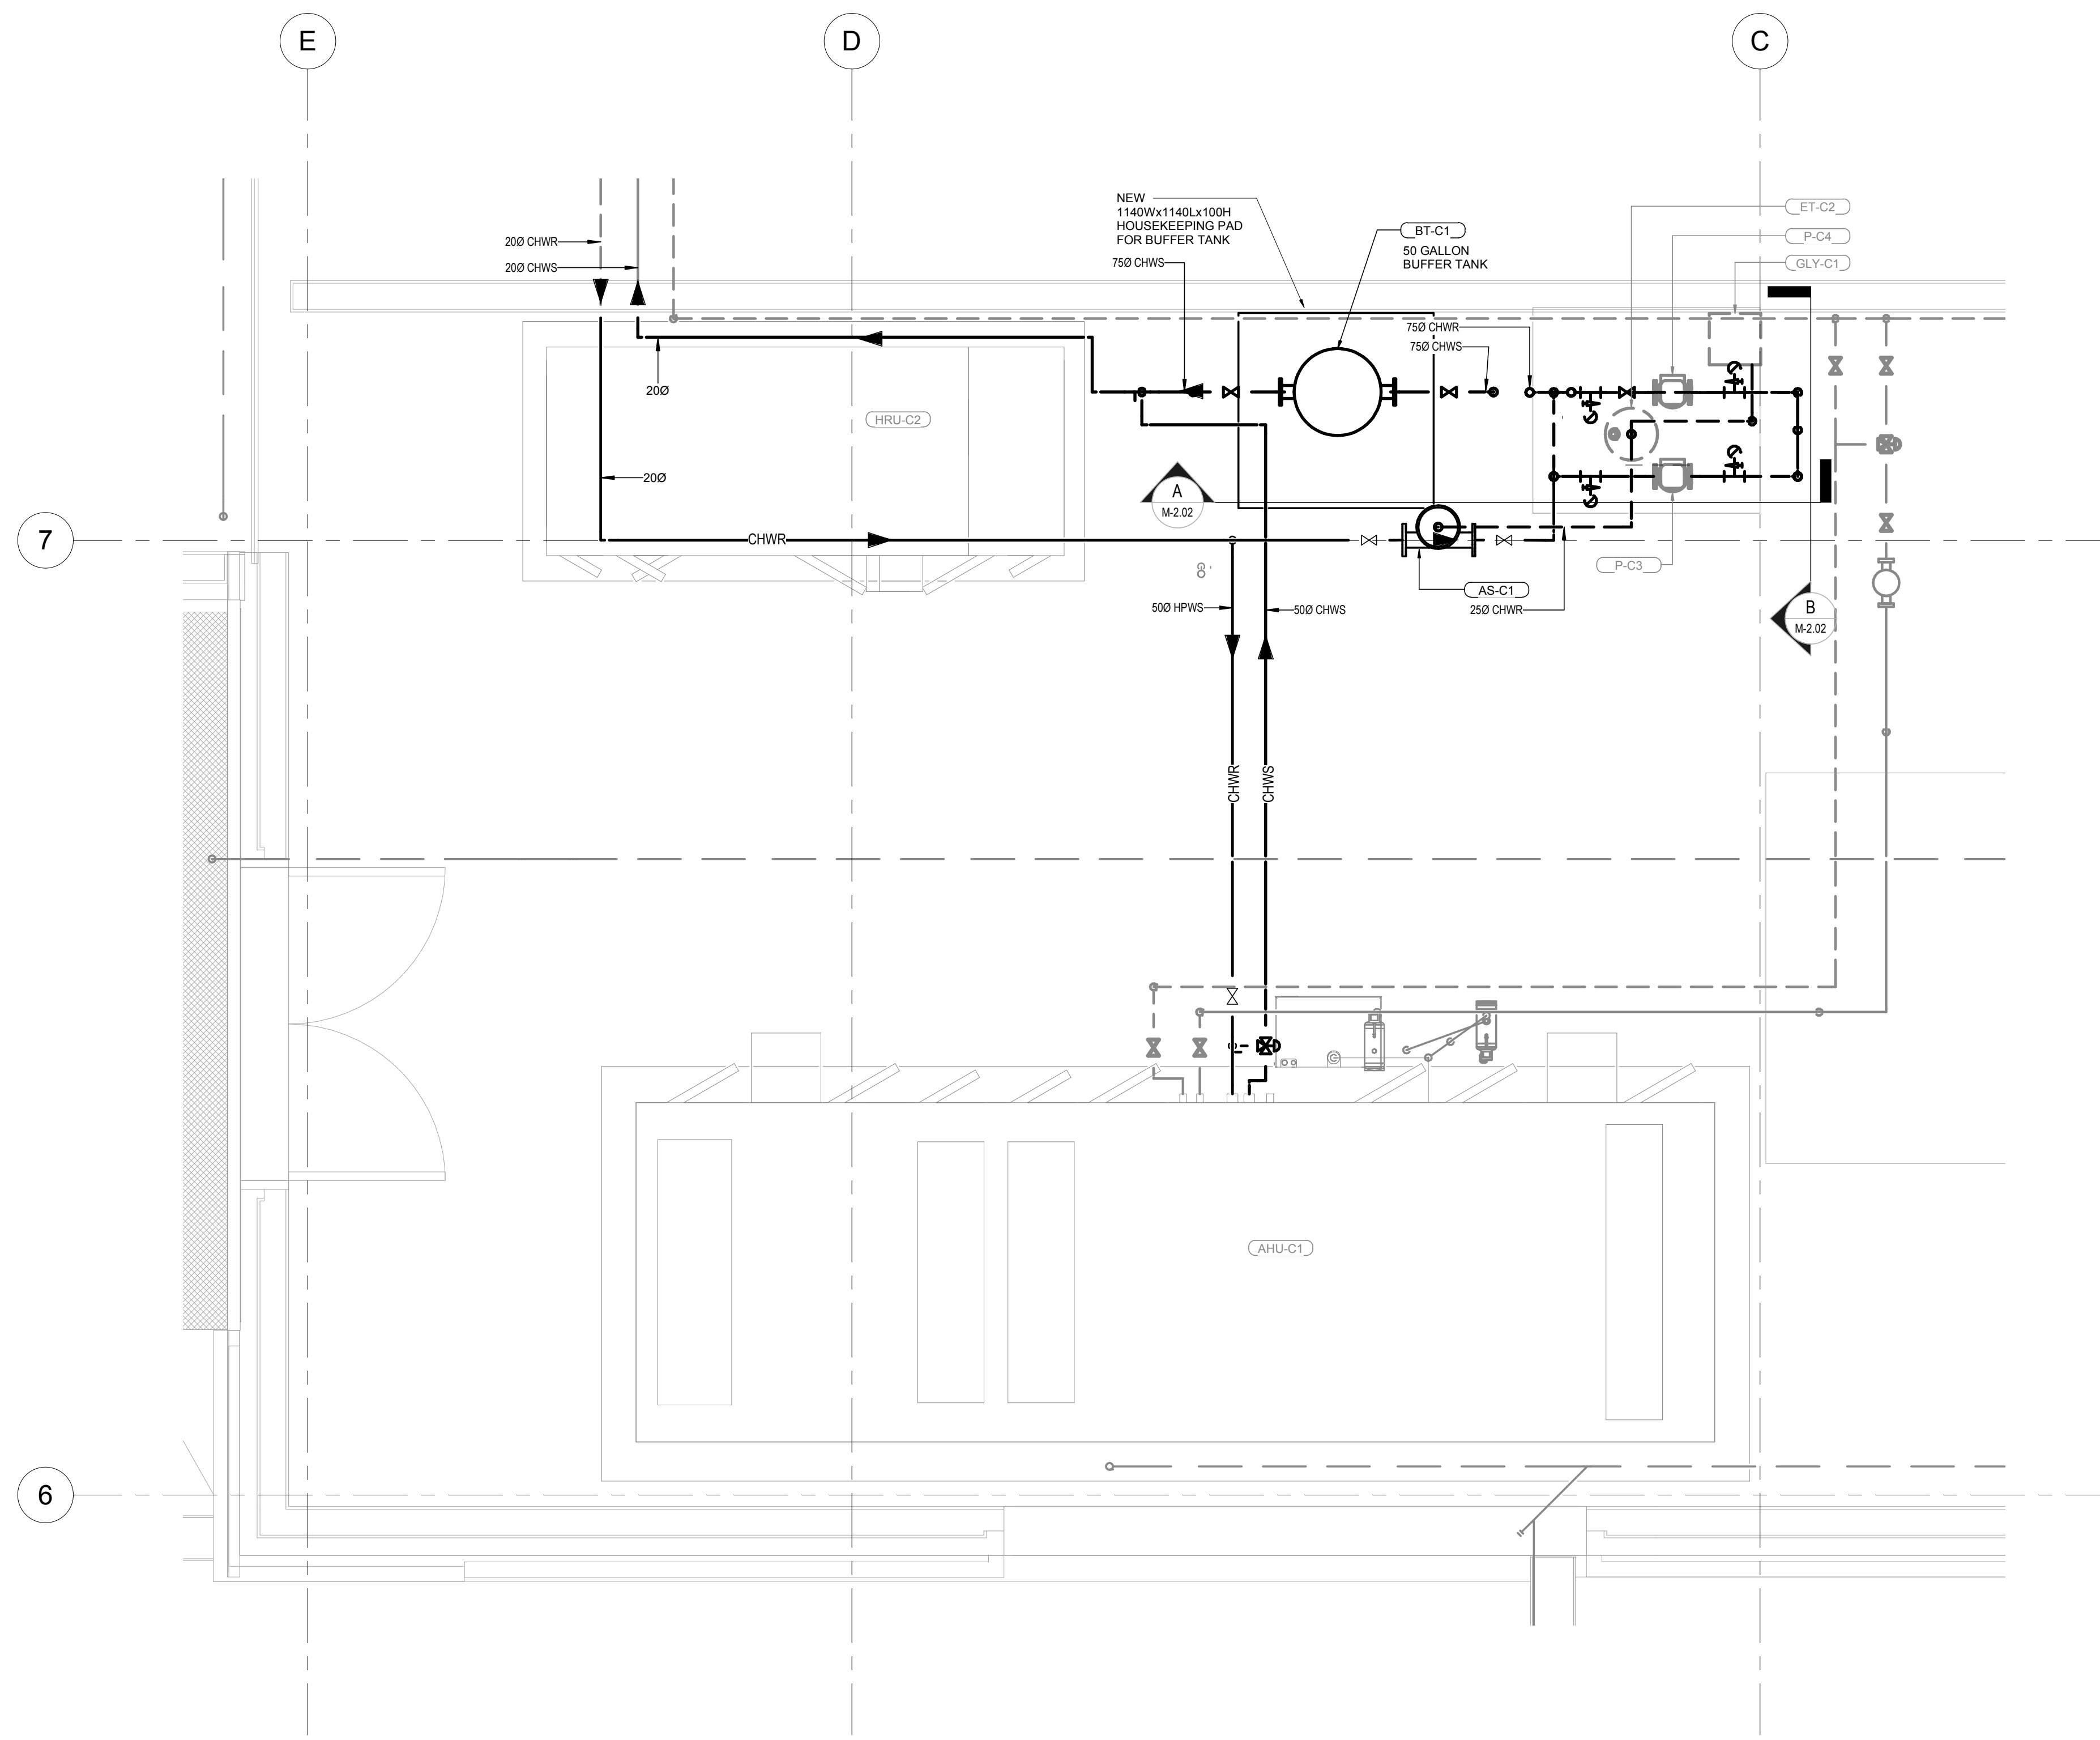 E
D
C
NEW
1140Wx1140Lx100H
HOUSEKEEPING PAD
FOR BUFFER TANK
BT-C1
50 GALLON
BUFFER TANK
ET-C2
P-C4
GLY-C1
20Ø CHWR
20Ø CHWS
75Ø CHWS
75Ø CHWR
75Ø CHWS
20Ø
HRU-C2
20Ø
A
M-2.02
7
CHWR
P-C3
AS-C1
50Ø HPWS
50Ø CHWS
25Ø CHWR
B
M-2.02
CHWR
CHWS
AHU-C1
6